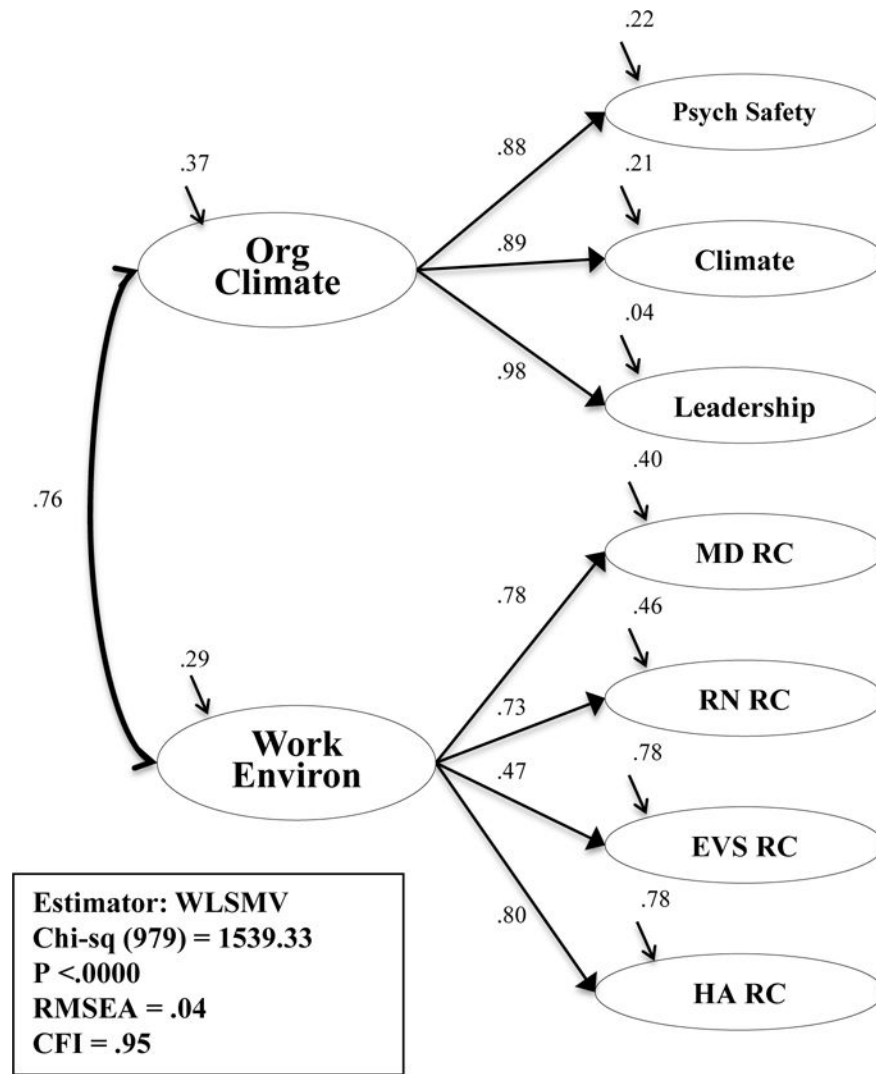 .22
Psych Safety
.88
.37
.21
Org
Climate
.89
Climate
.04
.98
Leadership
.40
.76
MD RC
.78
.46
.29
.73
RN RC
Work
Environ
.47
.78
EVS RC
.80
.78
HA RC
Estimator: WLSMV
Chi-sq (979) = 1539.33
P <.0000
RMSEA = .04
CFI = .95